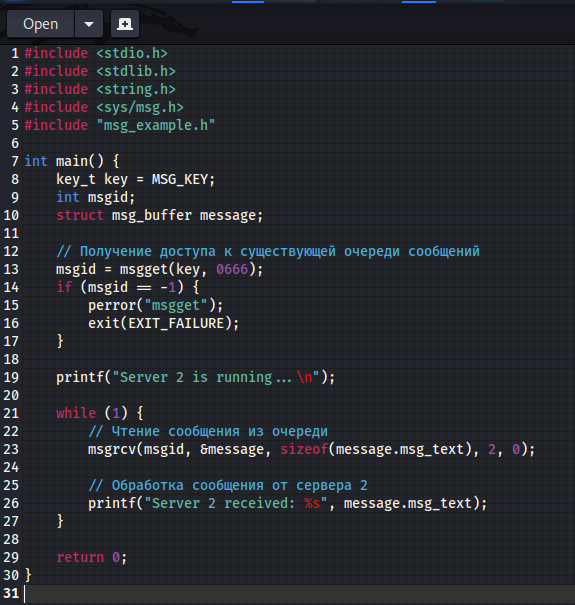 Open
1 #include <stdio.h>
2 #include <stdlib.h>
3 #include <string.h>
4 #include <sys/msg.h>
5 #include "msg_example.h"
6
7 int main() {
8     key_t key = MSG_KEY;
9     int msgid;
10     struct msg_buffer message;
11
12     // Получение доступа к существующей очереди сообщений
13     msgid = msgget(key, 0666);
14     if (msgid == -1) {
15         perror("msgget");
16         exit(EXIT_FAILURE);
17     }
18
19     printf("Server 2 is running...\n");
20
21     while (1) {
22         // Чтение сообщения из очереди
23         msgrcv(msgid, &message, sizeof(message.msg_text), 2, 0);
24
25         // Обработка сообщения от сервера 2
26         printf("Server 2 received: %s", message.msg_text);
27     }
28
29     return 0;
30 }
31